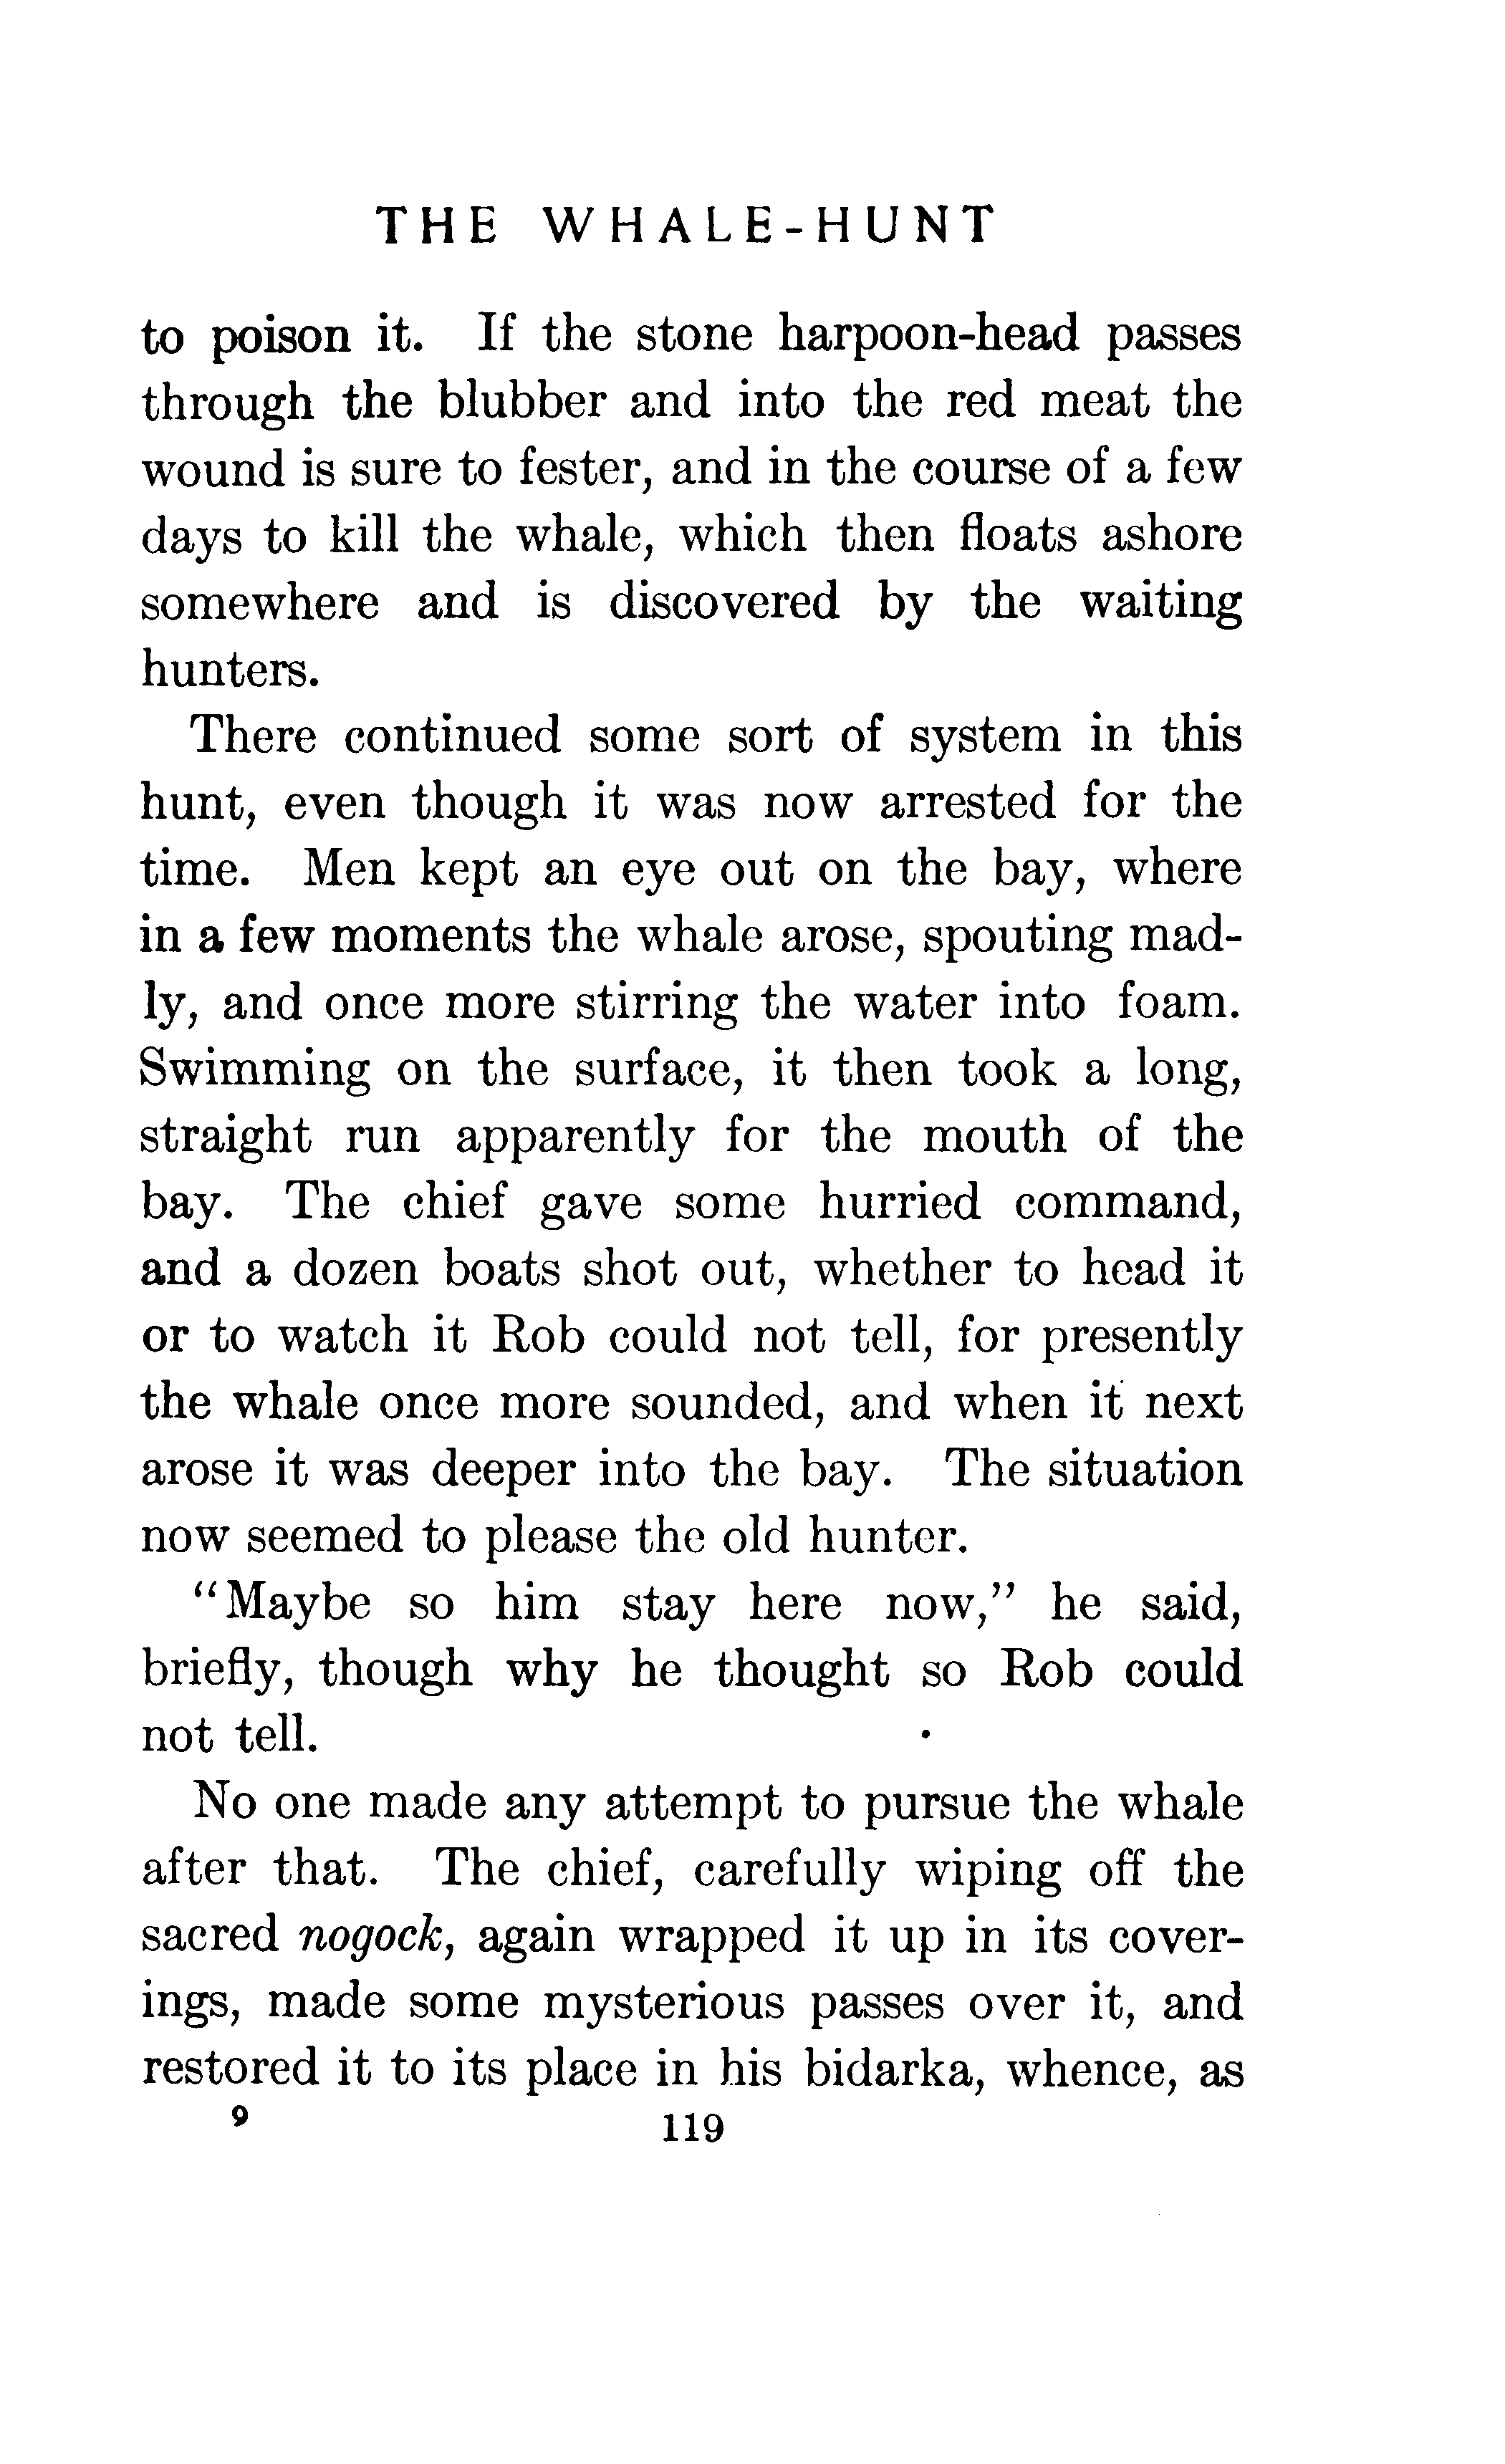 THE WHALE-HUNT
to poison it. If the stone harpoon-head passes
through the blubber and into the red meat the
wound is sure to fester, and in the course of a few
days to kill the whale, which then floats ashore
somewhere and is discovered by the waiting
hunters.
There continued some sort of system in this
hunt, even though it was now arrested for the
time. Men kept an eye out on the bay, where
in a few moments the whale arose, spouting mad-
ly, and once more stirring the water into foam.
Swimming on the surface, it then took a long,
straight run apparently for the mouth of the
bay. The chief gave some hurried command,
and a dozen boats shot out, whether to head it
or to watch it Rob could not tell, for presently
the whale once more sounded, and when it next
arose it was deeper into the bay. The situation
now seemed to please the old hunter.
“Maybe so him stay here now,” he said,
briefly, though why he thought so Rob could
not tell.
No one made any attempt to pursue the whale
after that. The chief, carefully wiping off the
sacred nogock, again wrapped it up in its cover-
ings, made some mysterious passes over it, and
restored it to its place in his bidarka, whence, as
9 119